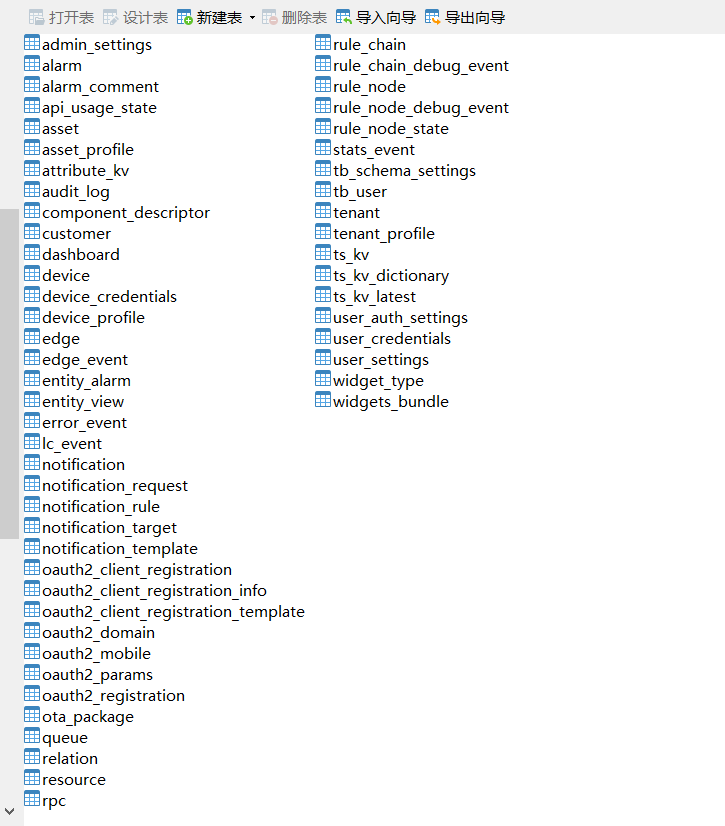 打开表 设计表 新建表 删除表 导入向导 导出向导
admin_settings
alarm
alarm_comment
api_usage_state
asset
asset_profile
attribute_kv
audit_log
component_descriptor
customer
dashboard
device
device_credentials
device_profile
edge
edge_event
entity_alarm
entity_view
error_event
lc_event
notification
notification_request
notification_rule
notification_target
notification_template
oauth2_client_registration
oauth2_client_registration_info
oauth2_client_registration_template
oauth2_domain
oauth2_mobile
oauth2_params
oauth2_registration
ota_package
queue
relation
resource
rpc
rule_chain
rule_chain_debug_event
rule_node
rule_node_debug_event
rule_node_state
stats_event
tb_schema_settings
tb_user
tenant
tenant_profile
ts_kv
ts_kv_dictionary
ts_kv_latest
user_auth_settings
user_credentials
user_settings
widget_type
widgets_bundle